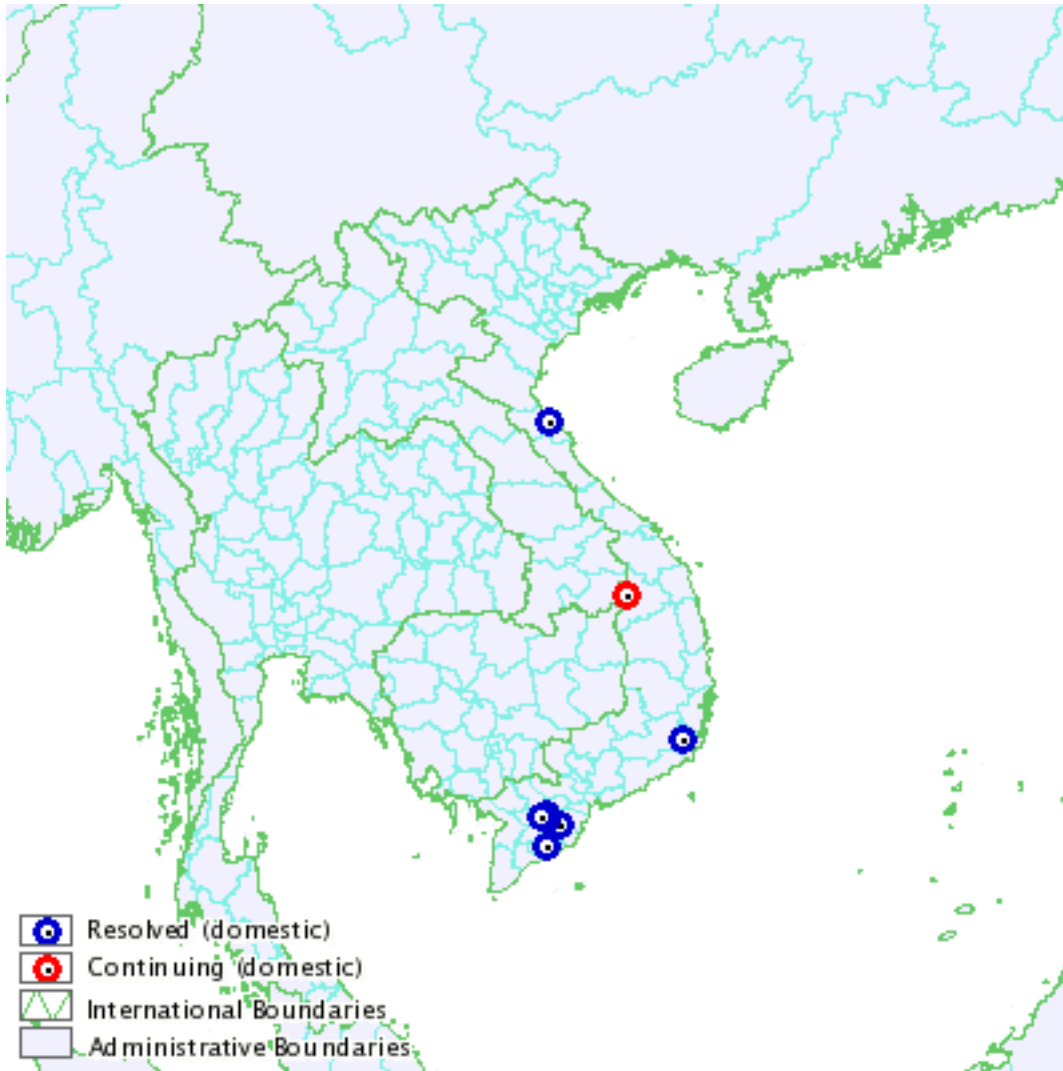 Resolved (domestic)
Continuing (domestic)
International Boundaries
Administrative Boundaries